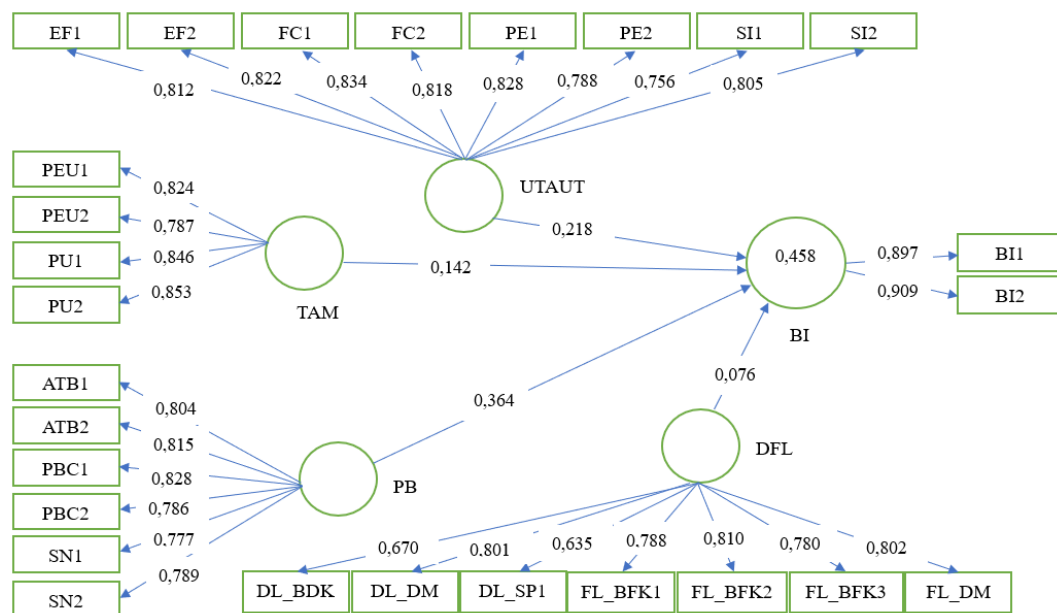 EF1 EF2 FC1 FC2 PE1 PE2 SI1 SI2
0,812 0,822 0,834 0,818 0,828 0,788 0,756 0,805
PEU1
PEU2
PU1
PU2
0,824
0,787
0,846
0,853
TAM
UTAUT
0,218
0,142
0,458
BI
0,897
0,909
BI1
BI2
ATB1
ATB2
PBC1
PBC2
SN1
SN2
0,804
0,815
0,828
0,786
0,777
0,789
PB
0,364
0,076
DFL
0,670 0,801 0,635 0,788 0,810 0,780 0,802
DL_BDK DL_DM DL_SP1 FL_BFK1 FL_BFK2 FL_BFK3 FL_DM